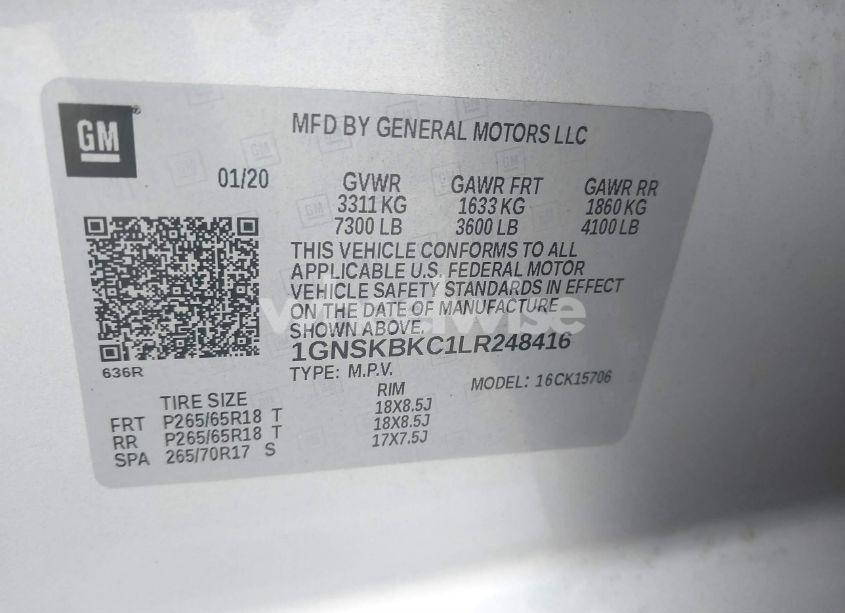 GM
MFD BY GENERAL MOTORS LLC
01/20
GVWR GAWR FRT GAWR RR
3311 KG 1633 KG 1860 KG
7300 LB 3600 LB 4100 LB
THIS VEHICLE CONFORMS TO ALL
APPLICABLE U.S. FEDERAL MOTOR
VEHICLE SAFETY STANDARDS IN EFFECT
ON THE DATE OF MANUFACTURE
SHOWN ABOVE.
1GNSKBKC1LR248416
636R
TYPE: M.P.V. MODEL: 16CK15706
TIRE SIZE RIM
FRT P265/65R18 T 18X8.5J
RR P265/65R18 T 18X8.5J
SPA 265/70R17 S 17X7.5J